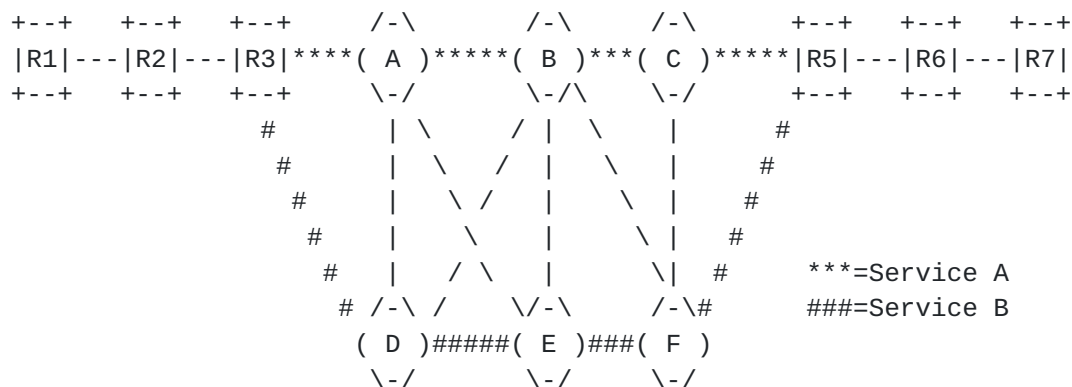 +--+   +--+   +--+       /-\         /-\       /-\          +--+   +--+   +--+
|R1|---|R2|---|R3|****( A )*****( B )***( C )*****|R5|---|R6|---|R7|
+--+   +--+   +--+       \-/         \-/\      \-/          +--+   +--+   +--+
#        | \     / |  \    |      #
#       |  \   /  |   \   |     #
#      |   \ /   |    \  |    #
#     |    \    |     \ |   #
#   |   / \   |      \|  #     ***=Service A
# /-\ /    \/-\     /-\#      ###=Service B
( D )#####( E )###( F )
\-/       \-/     \-/